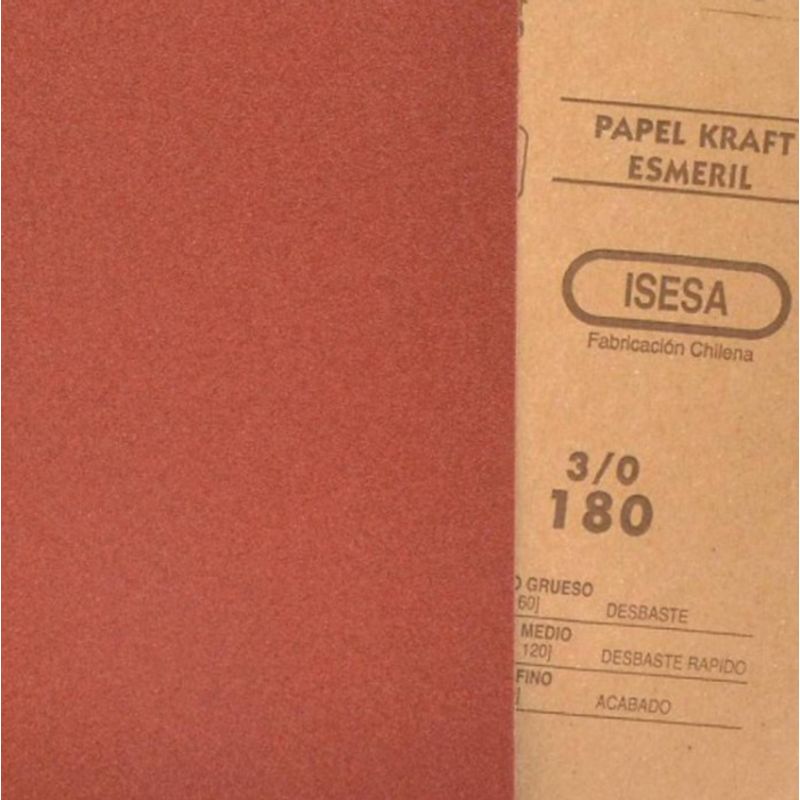 PAPEL KRAFT
ESMERIL
ISESA
Fabricación Chilena
3/0
180
GRUESO
60] DESBASTE
MEDIO
120] DESBASTE RAPIDO
FINO
] ACABADO